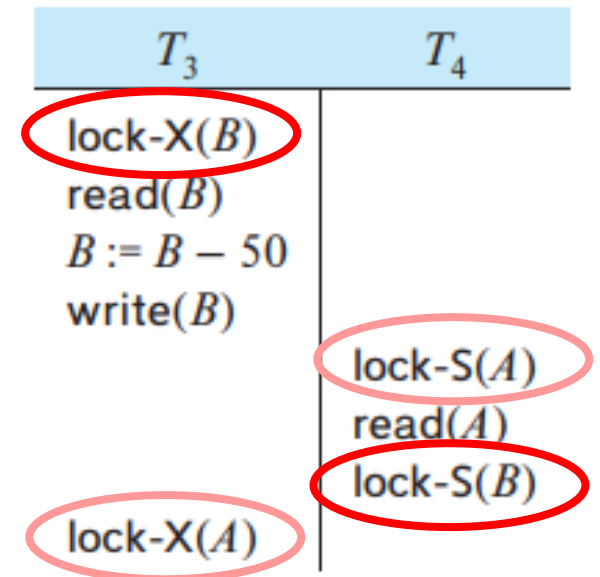 T₃ T₄
lock-X(B)
read(B)
B := B – 50
write(B)
lock-S(A)
read(A)
lock-S(B)
lock-X(A)